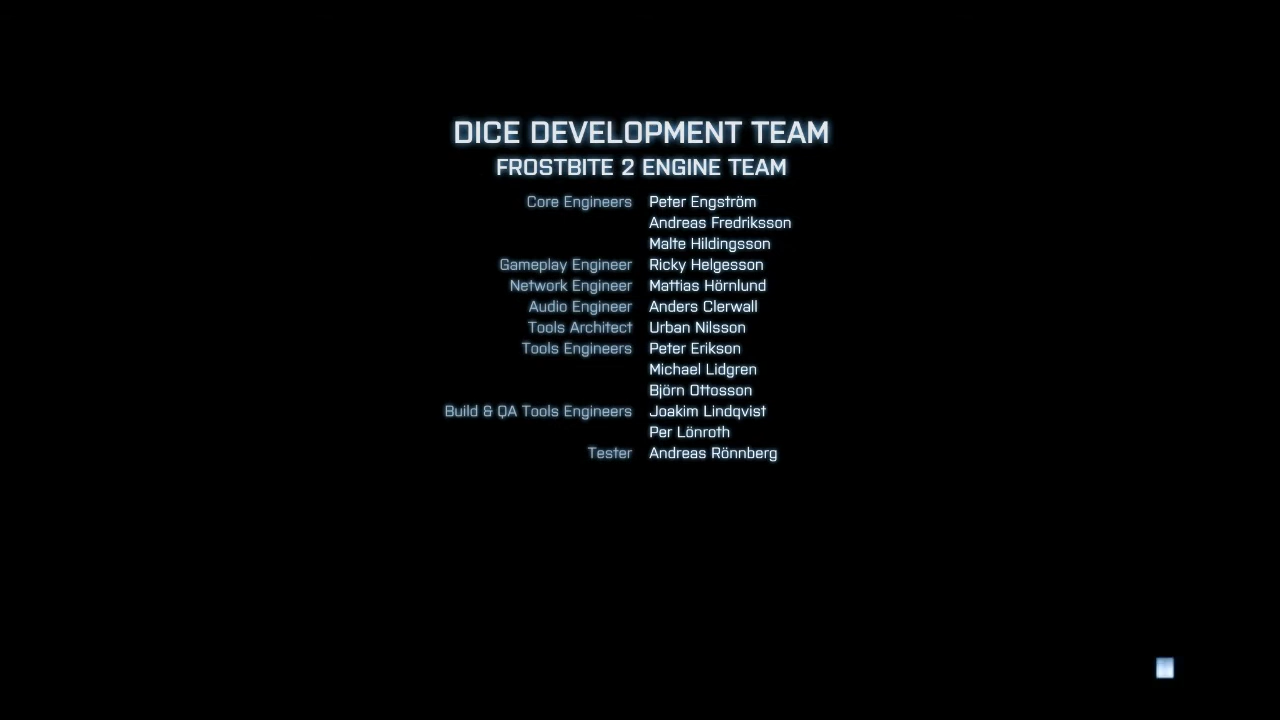 DICE DEVELOPMENT TEAM
FROSTBITE 2 ENGINE TEAM
Core Engineers Peter Engström
Andreas Fredriksson
Malte Hildingsson
Gameplay Engineer Ricky Helgesson
Network Engineer Mattias Hörnlund
Audio Engineer Anders Clerwall
Tools Architect Urban Nilsson
Tools Engineers Peter Erikson
Michael Lidgren
Björn Ottosson
Build & QA Tools Engineers Joakim Lindqvist
Per Lönroth
Tester Andreas Rönnberg